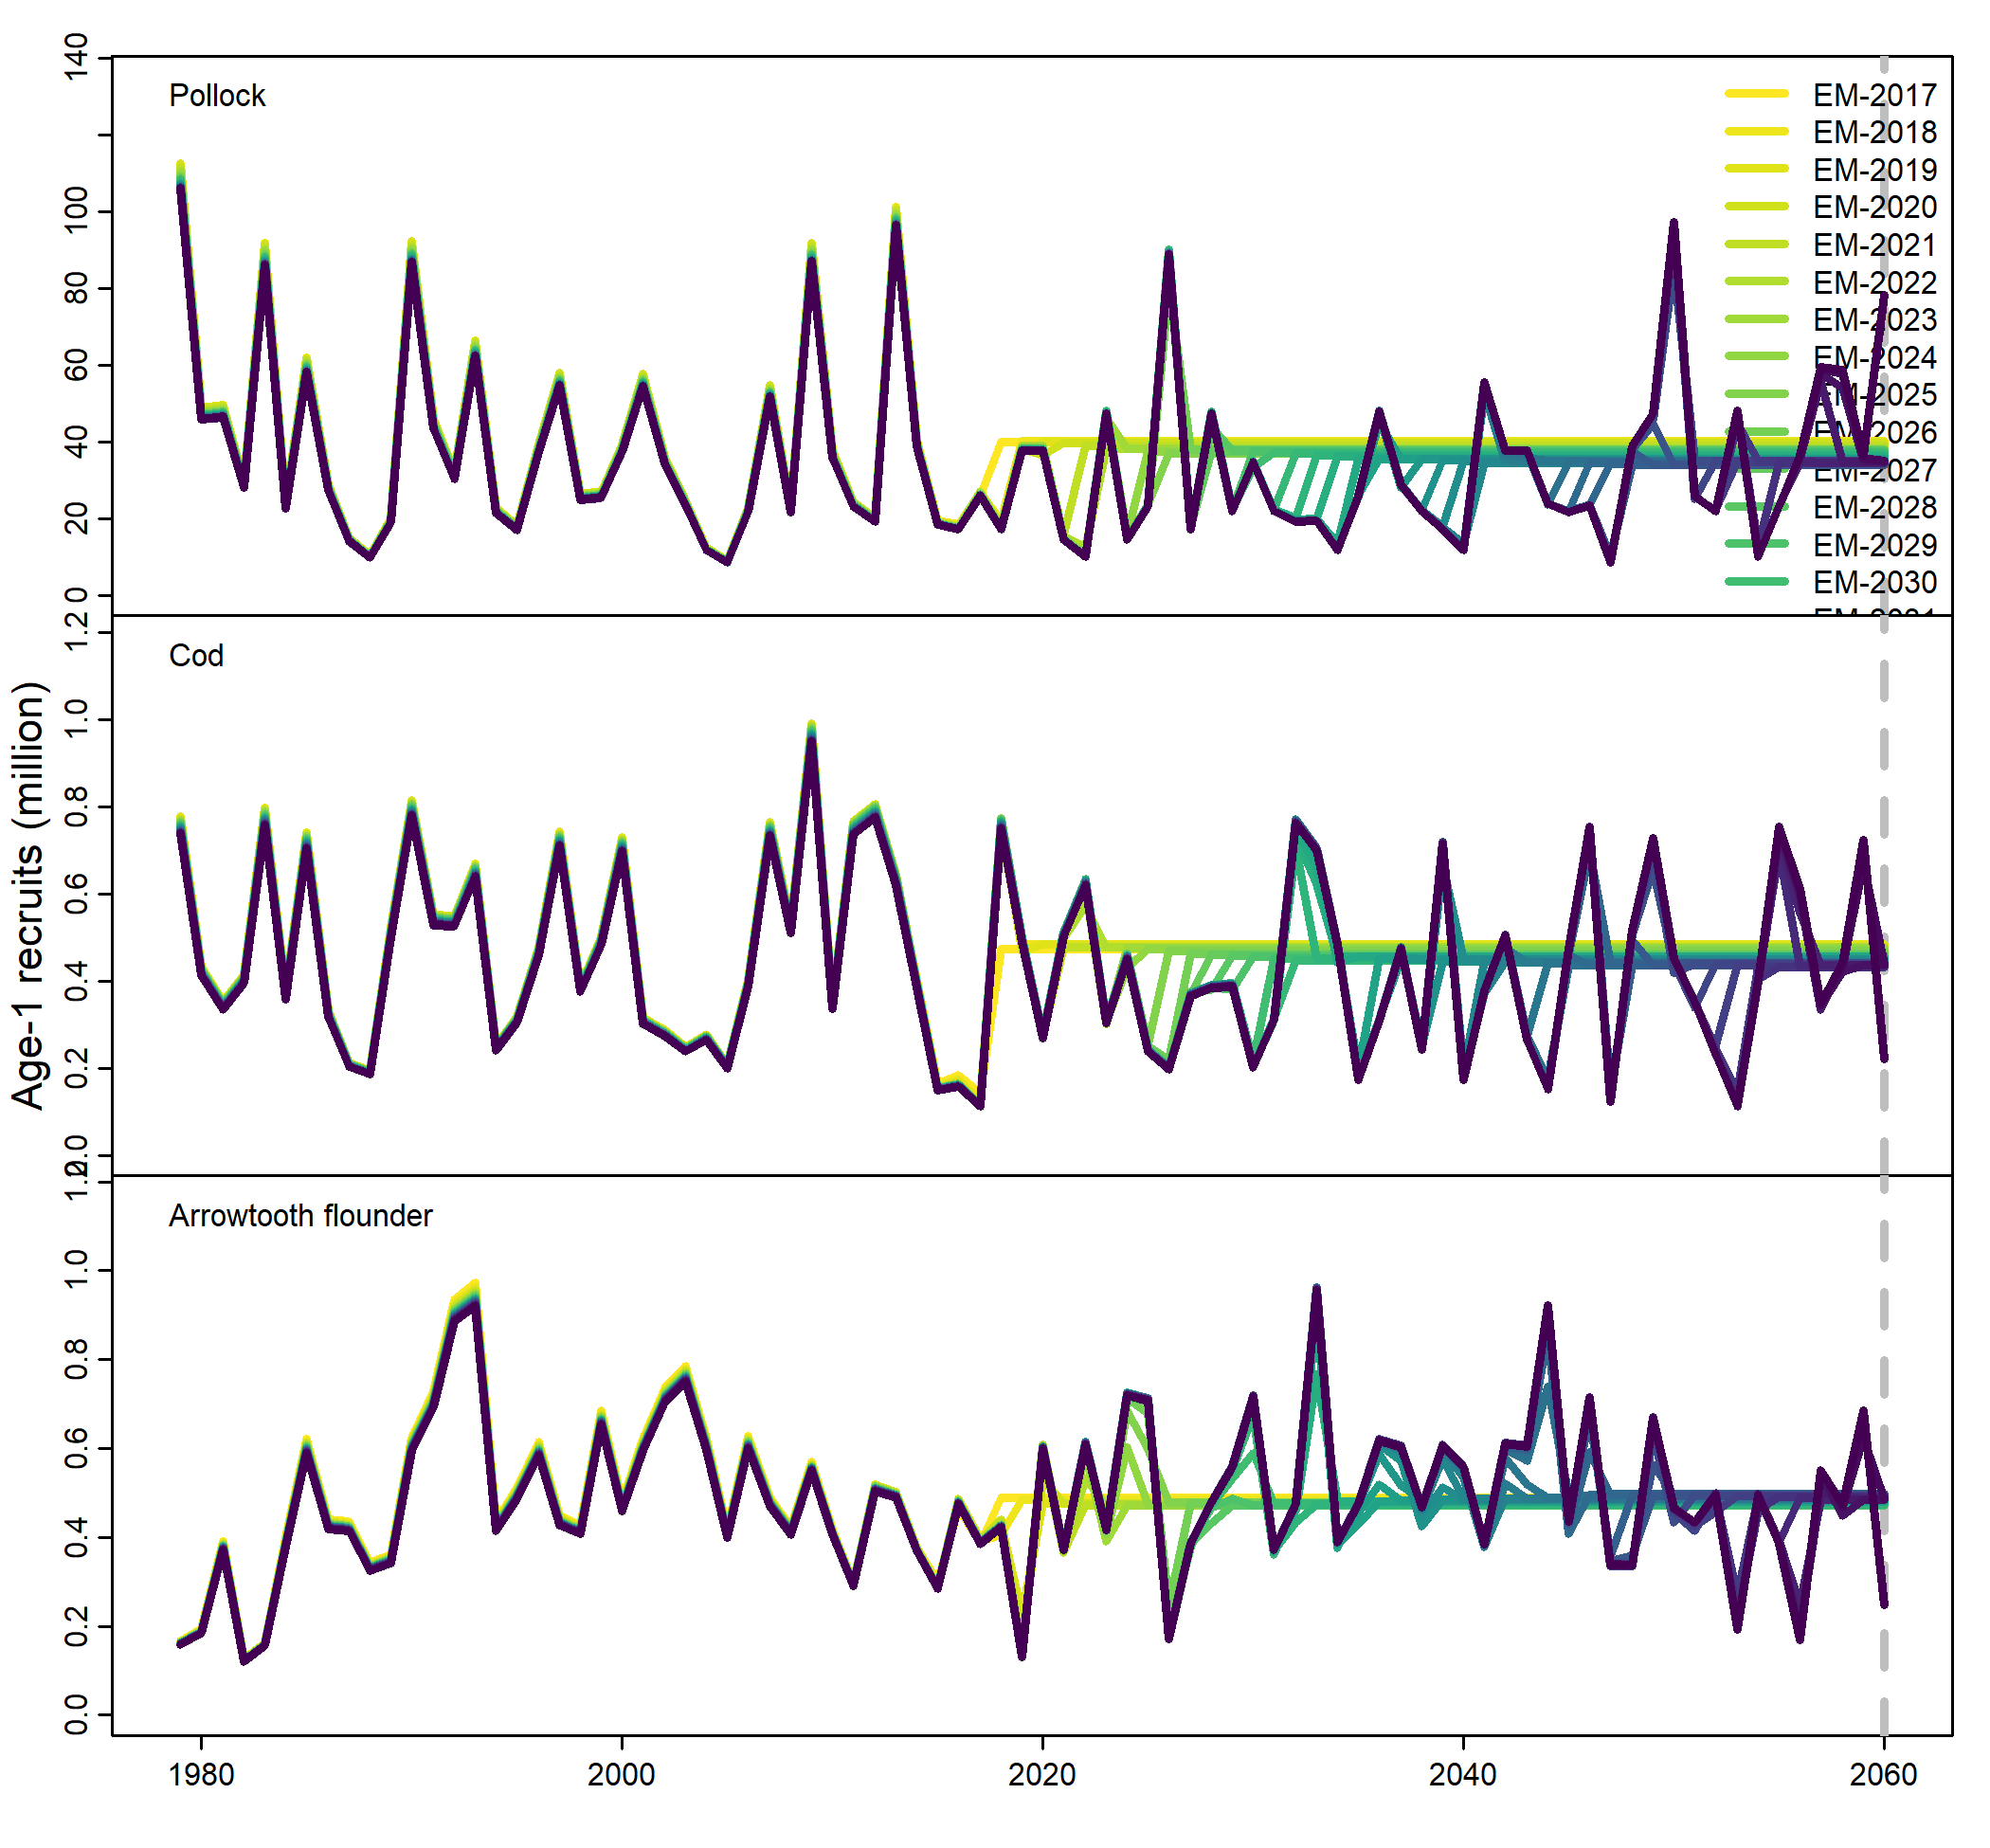 Age-1 recruits (million)
140
100
80
60
40
20
0
Pollock
EM-2017
EM-2018
EM-2019
EM-2020
EM-2021
EM-2022
EM-2023
EM-2024
EM-2025
EM-2026
EM-2027
EM-2028
EM-2029
EM-2030
1.2
1.0
0.8
0.6
0.4
0.2
0.0
Cod
1.2
1.0
0.8
0.6
0.4
0.2
0.0
Arrowtooth flounder
1980 2000 2020 2040 2060